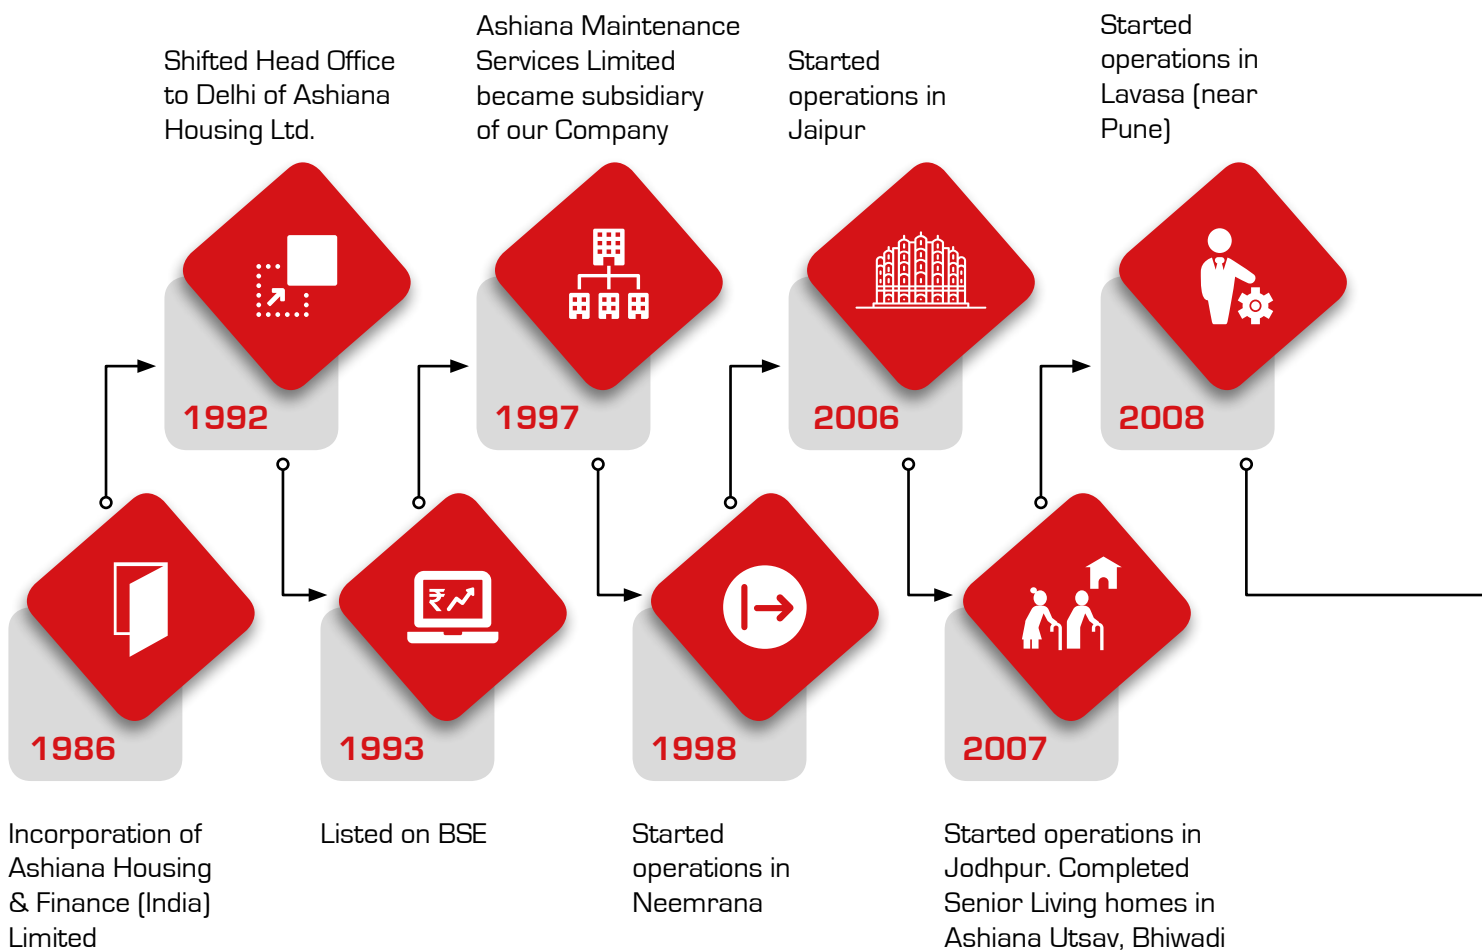 Shifted Head Office
to Delhi of Ashiana
Housing Ltd.
Ashiana Maintenance
Services Limited
became subsidiary
of our Company
Started
operations in
Jaipur
Started
operations in
Lavasa (near
Pune)
1992
1997
2006
2008
₹
1986
1993
1998
2007
Incorporation of
Ashiana Housing
& Finance (India)
Limited
Listed on BSE
Started
operations in
Neemrana
Started operations in
Jodhpur. Completed
Senior Living homes in
Ashiana Utsav, Bhiwadi